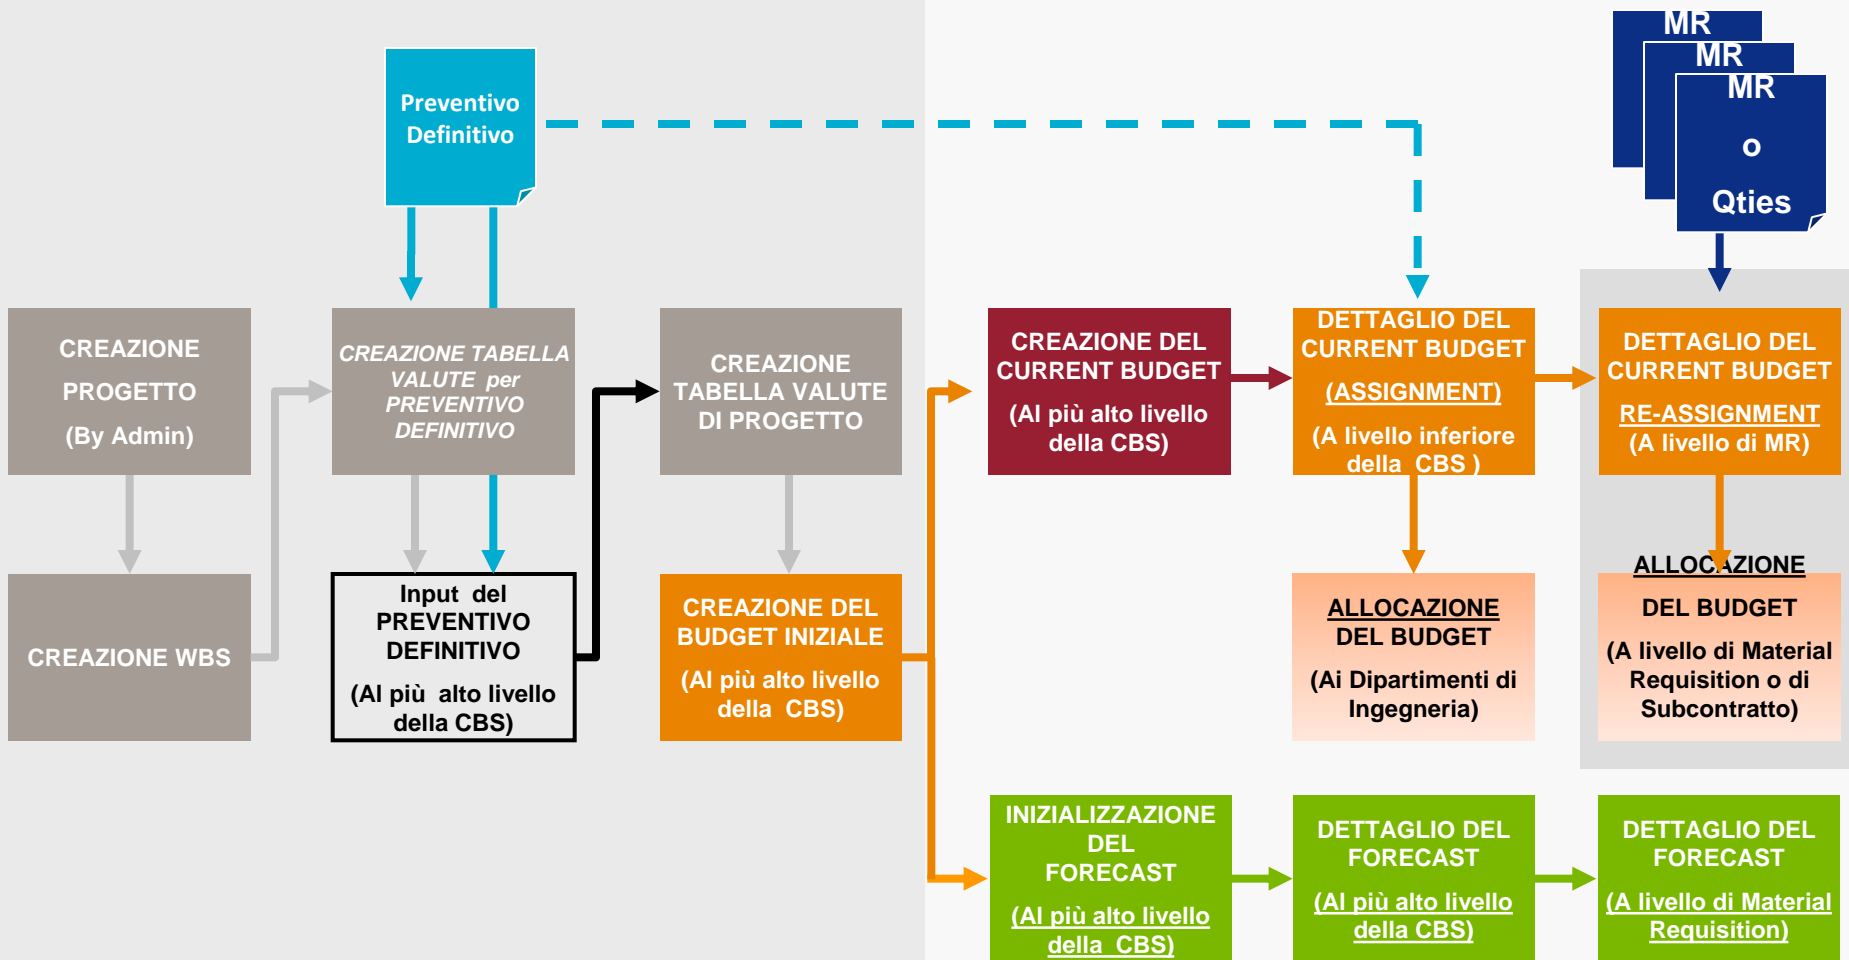 MR
MR
MR
o
Qties
Preventivo
Definitivo
CREAZIONE
PROGETTO
(By Admin)
CREAZIONE TABELLA
VALUTE per
PREVENTIVO
DEFINITIVO
CREAZIONE
TABELLA VALUTE
DI PROGETTO
CREAZIONE DEL
CURRENT BUDGET
(Al più alto livello
della CBS)
DETTAGLIO DEL
CURRENT BUDGET
(ASSIGNMENT)
(A livello inferiore
della CBS )
DETTAGLIO DEL
CURRENT BUDGET
RE-ASSIGNMENT
(A livello di MR)
CREAZIONE WBS
Input del
PREVENTIVO
DEFINITIVO
(Al più alto livello
della CBS)
CREAZIONE DEL
BUDGET INIZIALE
(Al più alto livello
della CBS)
ALLOCAZIONE
DEL BUDGET
(Ai Dipartimenti di
Ingegneria)
ALLOCAZIONE
DEL BUDGET
(A livello di Material
Requisition o di
Subcontratto)
INIZIALIZZAZIONE
DEL
FORECAST
(Al più alto livello
della CBS)
DETTAGLIO DEL
FORECAST
(Al più alto livello
della CBS)
DETTAGLIO DEL
FORECAST
(A livello di Material
Requisition)